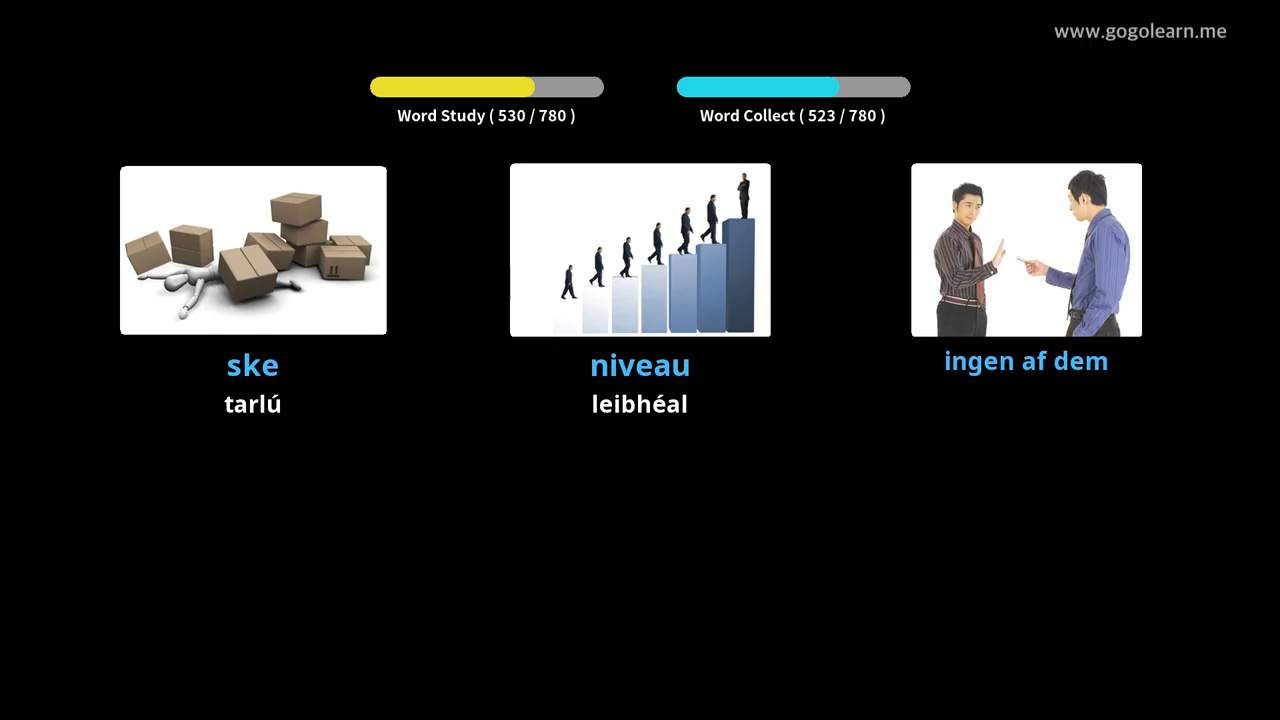 www.gogolearn.me
Word Study ( 530 / 780 )
Word Collect ( 523 / 780 )
ske
tarlú
niveau
leibhéal
ingen af dem